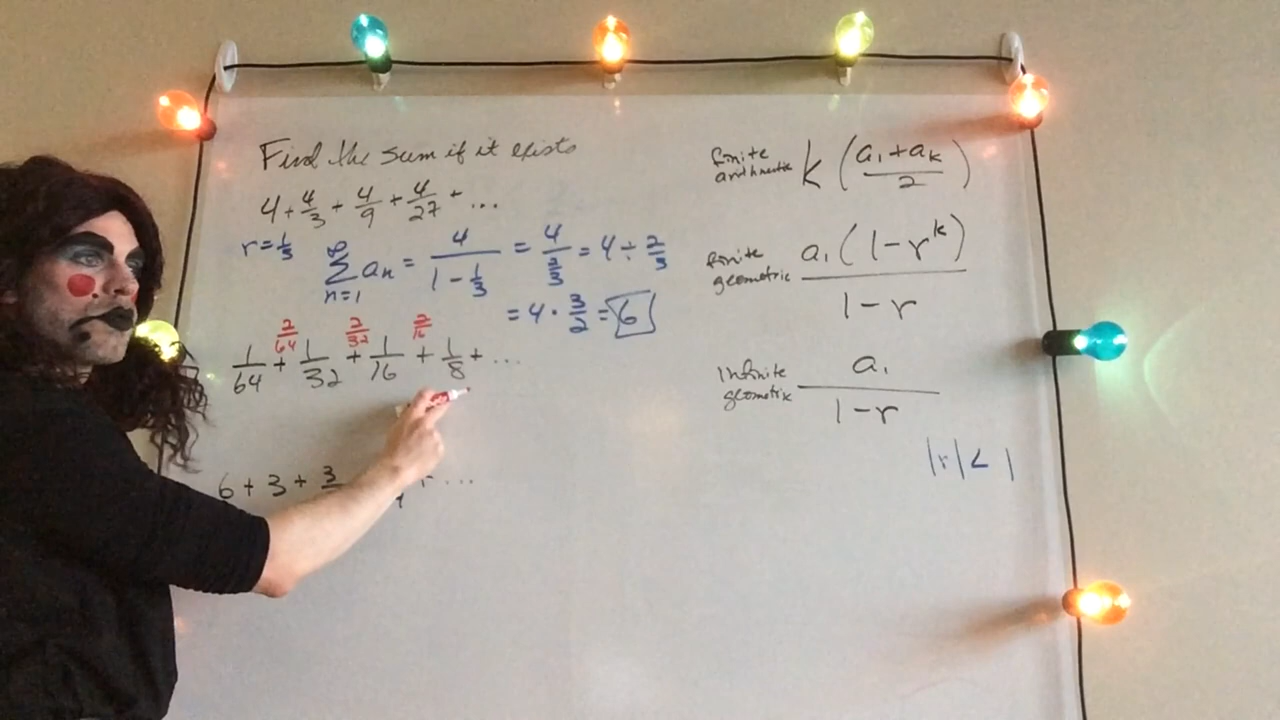 Find the sum if it exists
4 + 4/3 + 4/9 + 4/27 + ...
r = 1/3
∞ ∑ n=1 an = 4/(1 - 1/3) = 4/(2/3) = 4 ÷ 2/3
= 4 · 3/2 = 6
2/64 2/32 2/16
1/64 + 1/32 + 1/16 + 1/8 + ...
6 + 3 + 3 ...
finite arithmetic k (a1 + ak / 2)
finite geometric a1 (1 - r^k) / 1 - r
Infinite geometric a1 / 1 - r
|r| < 1